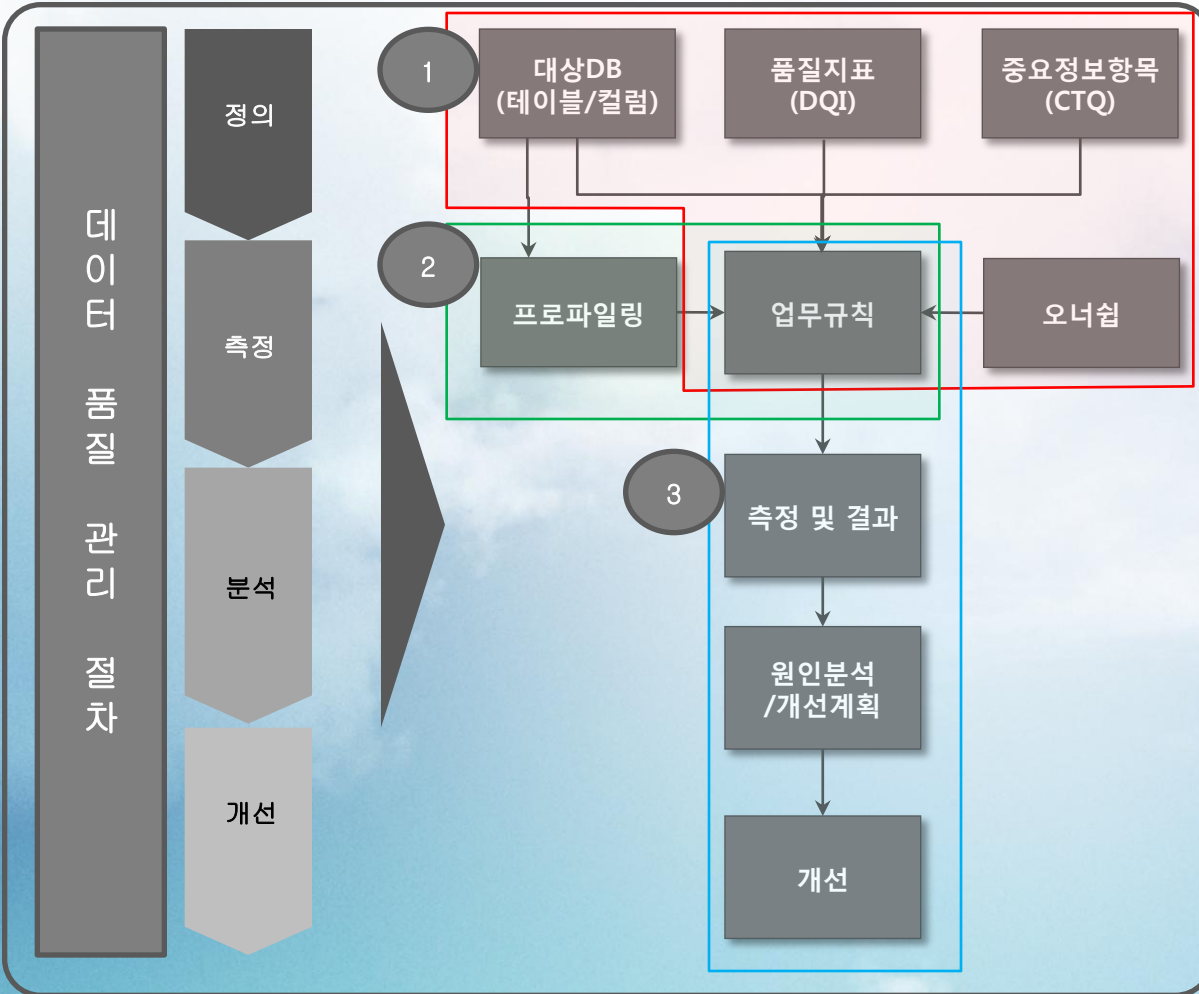 데이터 품질 관리 절차
정의
측정
분석
개선
1
대상DB
(테이블/컬럼)
품질지표
(DQI)
중요정보항목
(CTQ)
2
프로파일링
업무규칙
오너쉽
3
측정 및 결과
원인분석
/개선계획
개선